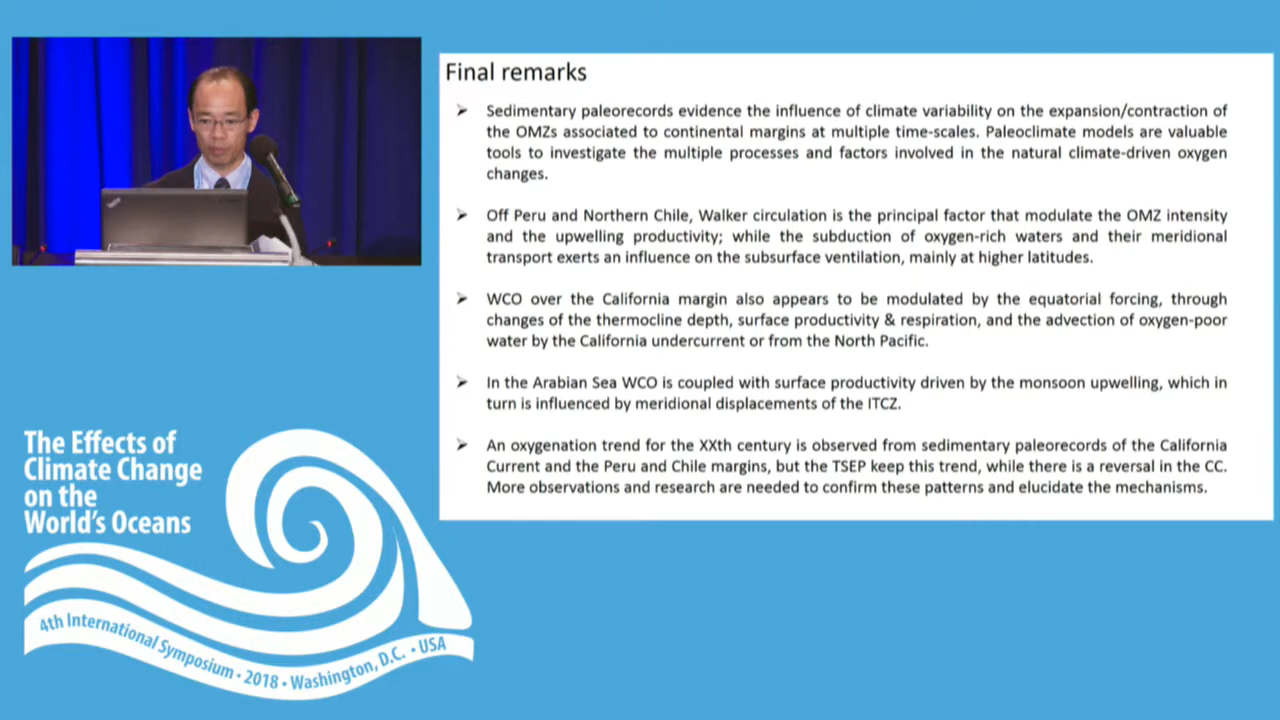 Final remarks
➢ Sedimentary paleorecords evidence the influence of climate variability on the expansion/contraction of
the OMZs associated to continental margins at multiple time-scales. Paleoclimate models are valuable
tools to investigate the multiple processes and factors involved in the natural climate-driven oxygen
changes.
➢ Off Peru and Northern Chile, Walker circulation is the principal factor that modulate the OMZ intensity
and the upwelling productivity; while the subduction of oxygen-rich waters and their meridional
transport exerts an influence on the subsurface ventilation, mainly at higher latitudes.
➢ WCO over the California margin also appears to be modulated by the equatorial forcing, through
changes of the thermocline depth, surface productivity & respiration, and the advection of oxygen-poor
water by the California undercurrent or from the North Pacific.
➢ In the Arabian Sea WCO is coupled with surface productivity driven by the monsoon upwelling, which in
turn is influenced by meridional displacements of the ITCZ.
➢ An oxygenation trend for the XXth century is observed from sedimentary paleorecords of the California
Current and the Peru and Chile margins, but the TSEP keep this trend, while there is a reversal in the CC.
More observations and research are needed to confirm these patterns and elucidate the mechanisms.
The Effects of
Climate Change
on the
World's Oceans
4th International Symposium • 2018 • Washington, D.C. • USA